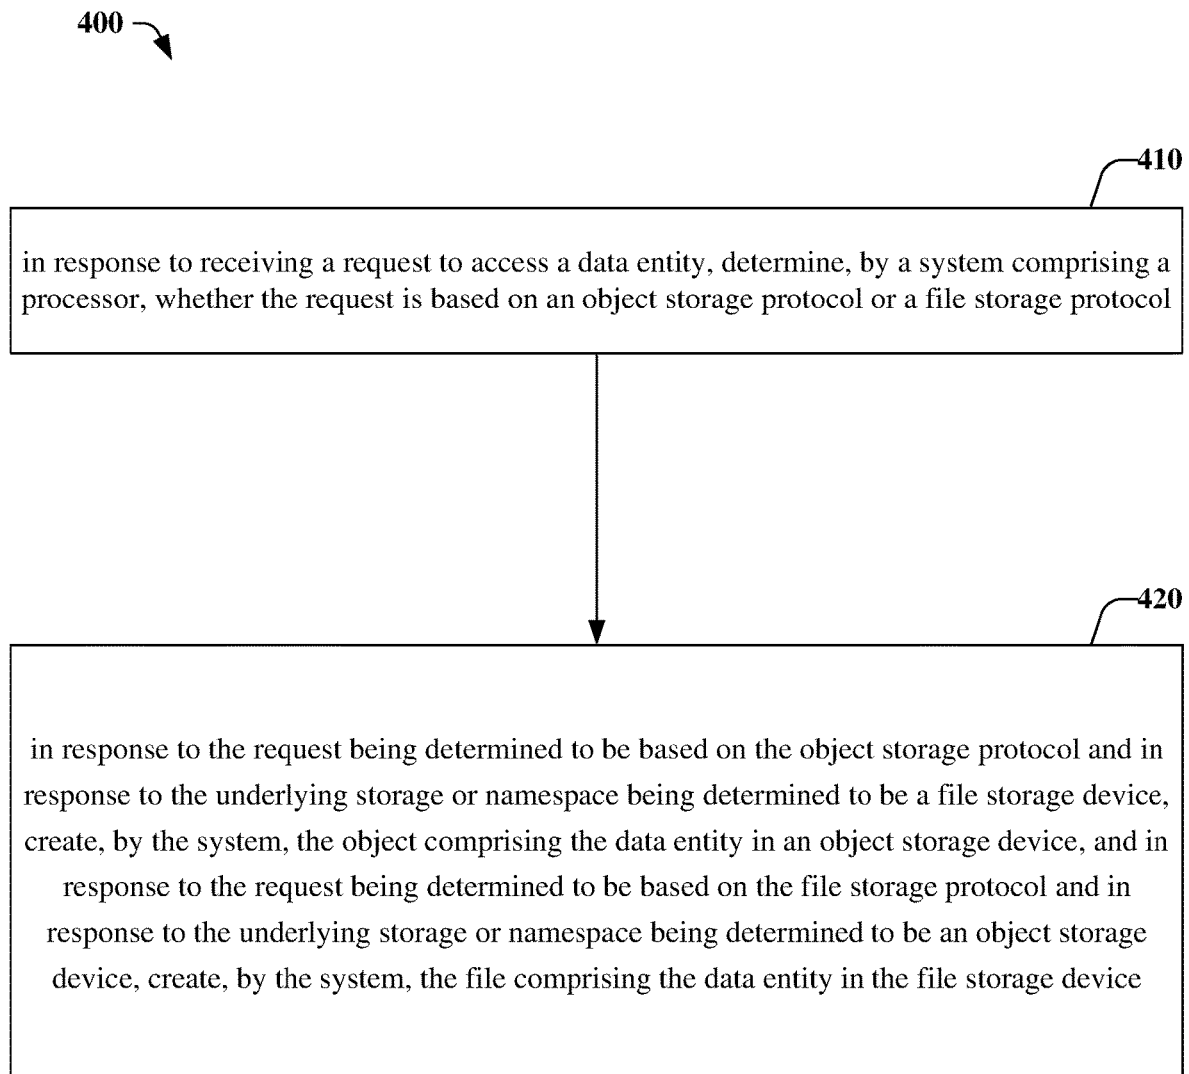 400
410
in response to receiving a request to access a data entity, determine, by a system comprising a
processor, whether the request is based on an object storage protocol or a file storage protocol
420
in response to the request being determined to be based on the object storage protocol and in
response to the underlying storage or namespace being determined to be a file storage device,
create, by the system, the object comprising the data entity in an object storage device, and in
response to the request being determined to be based on the file storage protocol and in
response to the underlying storage or namespace being determined to be an object storage
device, create, by the system, the file comprising the data entity in the file storage device